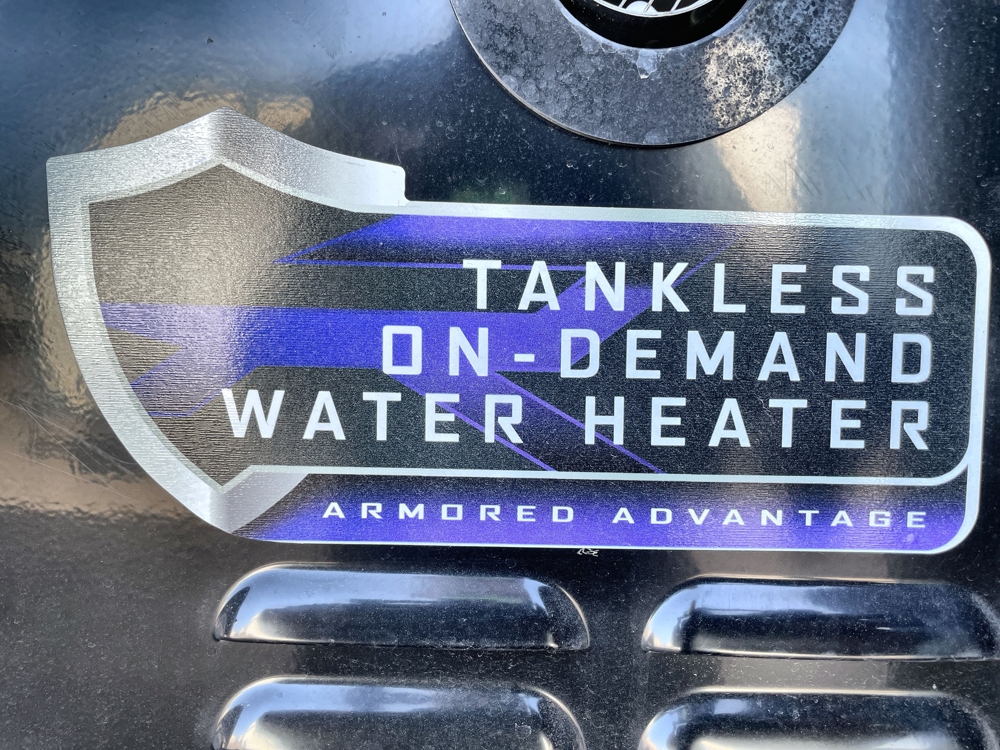 TANKLESS
ON-DEMAND
WATER HEATER
ARMORED ADVANTAGE